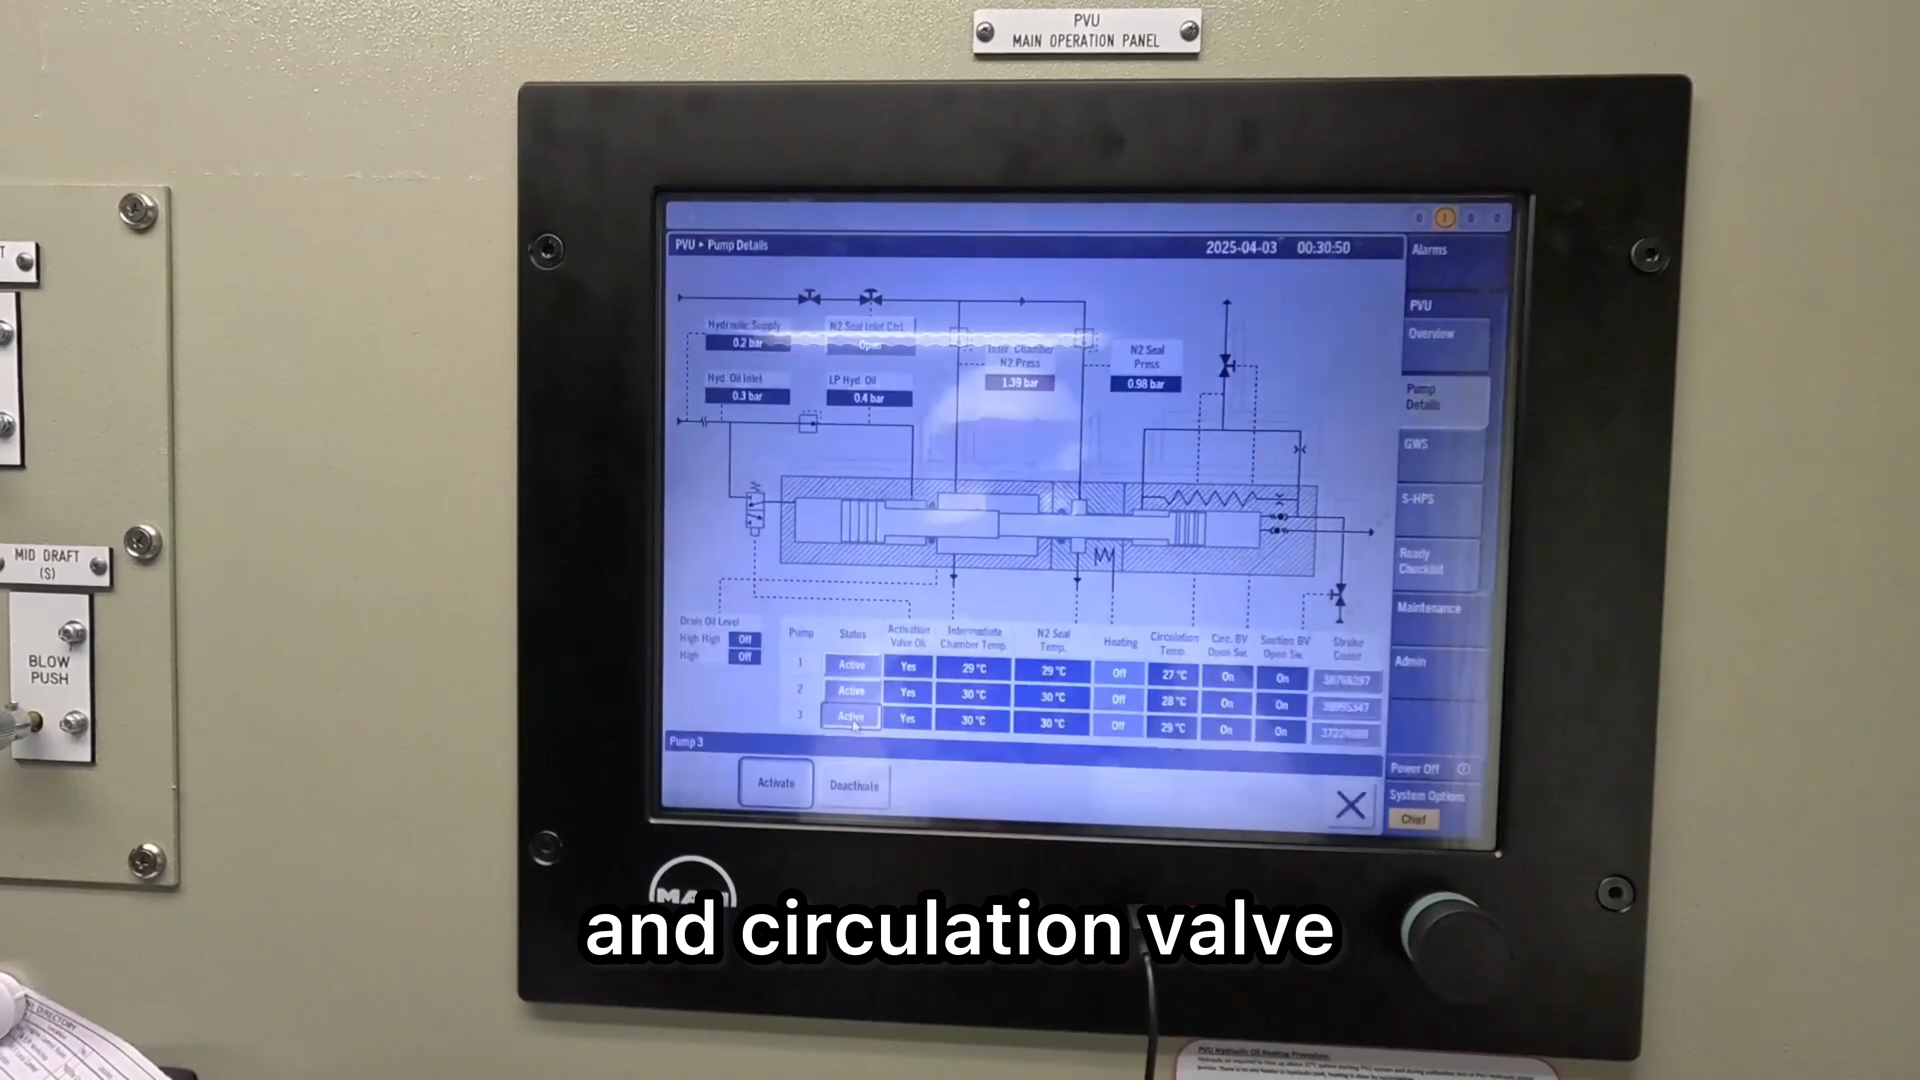 PVU
MAIN OPERATION PANEL
PVU ▸ Pump Details
2025-04-03 00:30:50
Alarms
PVU
Overview
Pump
Details
GWS
S-HPS
Ready
Checklist
Maintenance
Admin
Power Off
System Options
Chief
Hydraulic Supply
0.2 bar
N2 Seal Inlet Ctrl.
Open
Hyd. Oil Inlet
0.3 bar
LP Hyd. Oil
0.4 bar
Inter. Chamber
N2 Press
1.39 bar
N2 Seal
Press
0.98 bar
Drain Oil Level
High High Off
High Off
Pump Status Activation Valve Ok Intermediate Chamber Temp. N2 Seal Temp. Heating Circulation Temp. Circ. BV Open Sw. Suction BV Open Sw. Stroke Count
1 Active Yes 29 °C 29 °C Off 27 °C On On
2 Active Yes 30 °C 30 °C Off 28 °C On On
3 Active Yes 30 °C 30 °C Off 29 °C On On
Pump 3
Activate Deactivate
MID DRAFT
(S)
BLOW
PUSH
and circulation valve
PVU Hydraulic Oil Heating Procedure: